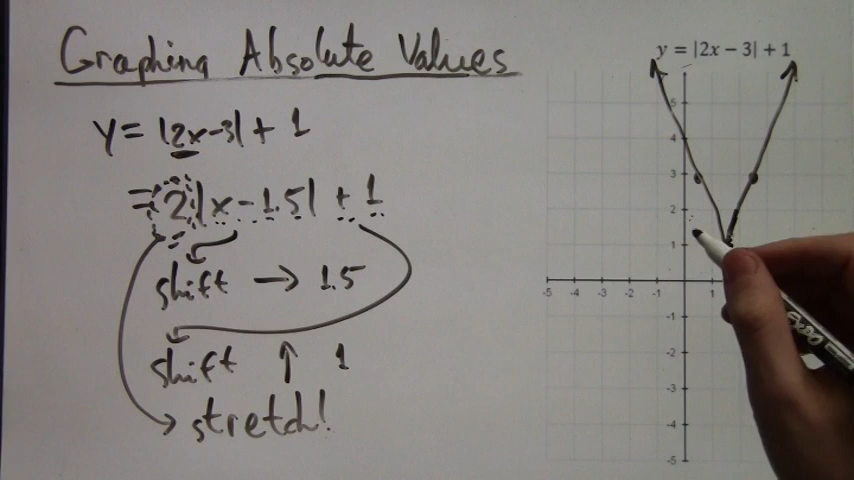 Graphing Absolute Values
y = |2x − 3| + 1
y = |2x-3| + 1
= 2|x - 1.5| + 1
shift → 1.5
shift ↑ 1
stretch!
5
4
3
2
1
-5 -4 -3 -2 -1 1
-1
-2
-3
-4
-5
EXPO